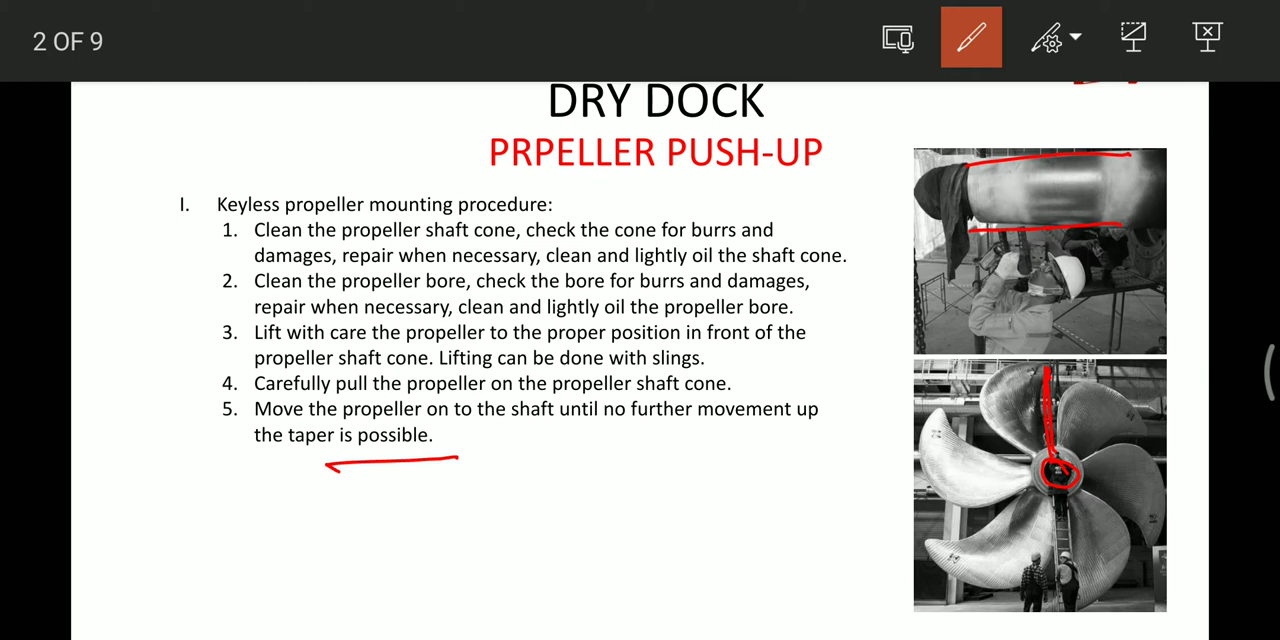 2 OF 9
DRY DOCK
PRPELLER PUSH-UP
I. Keyless propeller mounting procedure:
1. Clean the propeller shaft cone, check the cone for burrs and
damages, repair when necessary, clean and lightly oil the shaft cone.
2. Clean the propeller bore, check the bore for burrs and damages,
repair when necessary, clean and lightly oil the propeller bore.
3. Lift with care the propeller to the proper position in front of the
propeller shaft cone. Lifting can be done with slings.
4. Carefully pull the propeller on the propeller shaft cone.
5. Move the propeller on to the shaft until no further movement up
the taper is possible.